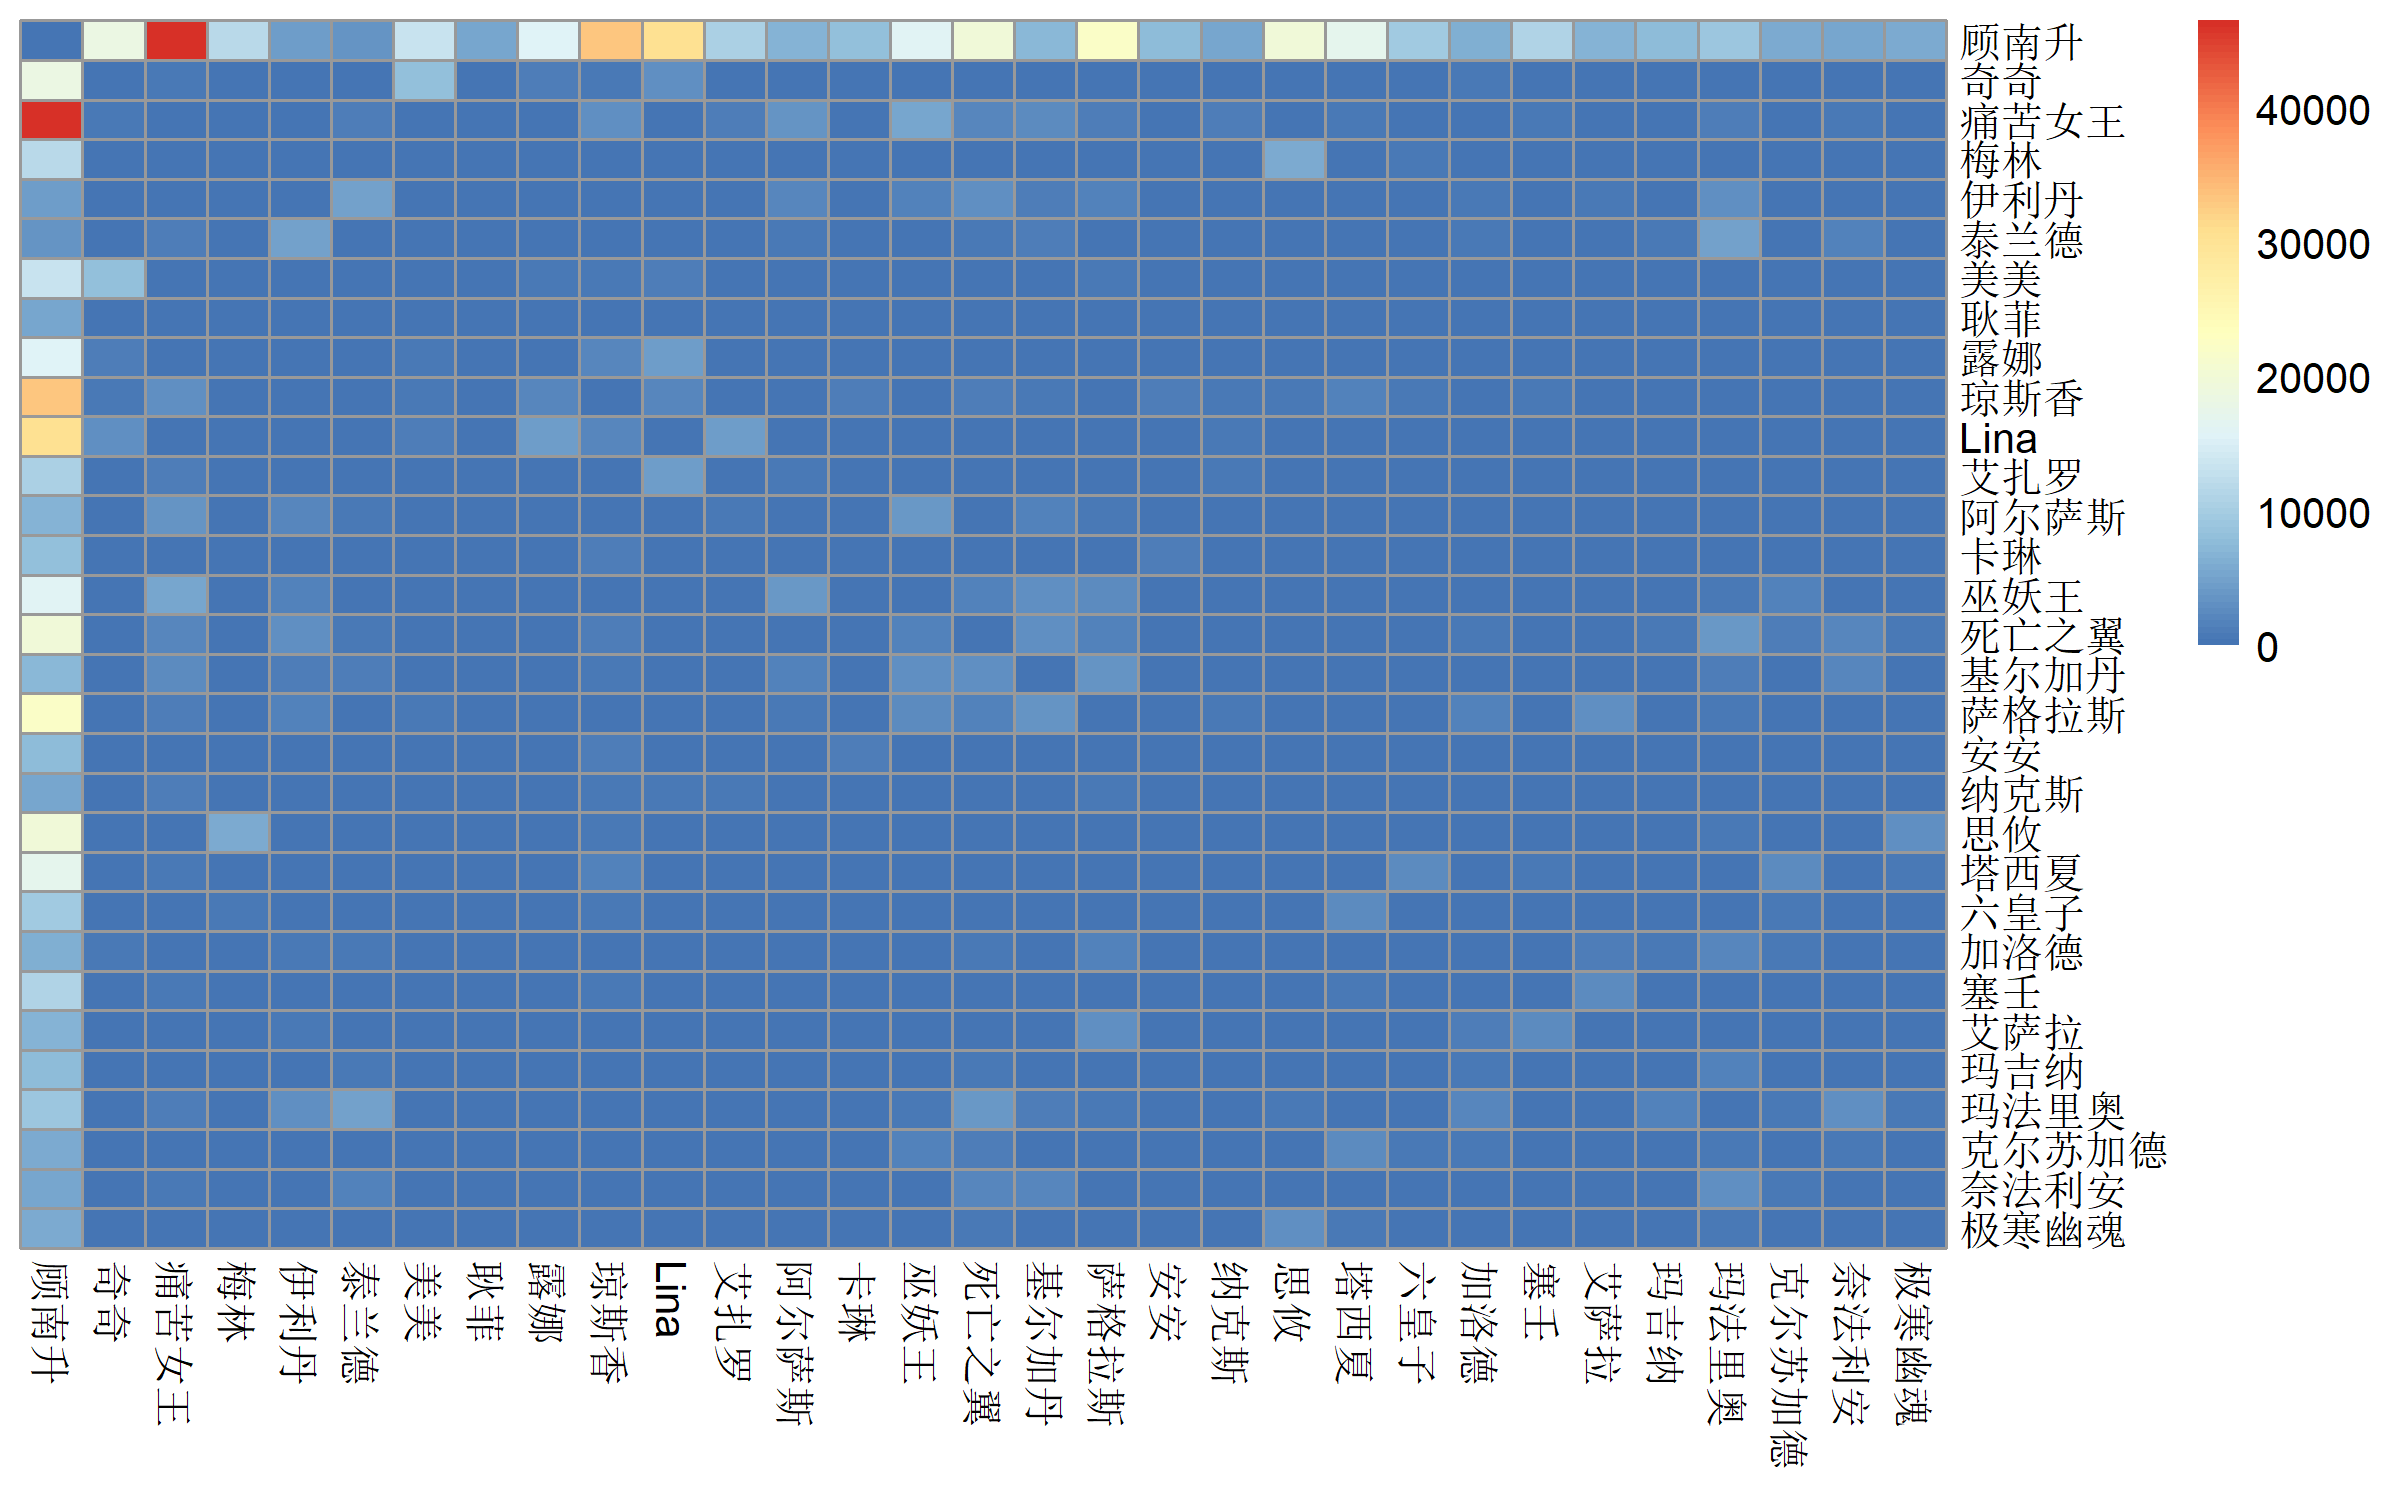 顾南升
奇奇
痛苦女王
梅林
伊利丹
泰兰德
美美
耿菲
露娜
琼斯香
Lina
艾扎罗
阿尔萨斯
卡琳
巫妖王
死亡之翼
基尔加丹
萨格拉斯
安安
纳克斯
思攸
塔西夏
六皇子
加洛德
塞壬
艾萨拉
玛吉纳
玛法里奥
克尔苏加德
奈法利安
极寒幽魂
40000
30000
20000
10000
0
顾南升
奇奇
痛苦女王
梅林
伊利丹
泰兰德
美美
耿菲
露娜
琼斯香
Lina
艾扎罗
阿尔萨斯
卡琳
巫妖王
死亡之翼
基尔加丹
萨格拉斯
安安
纳克斯
思攸
塔西夏
六皇子
加洛德
塞壬
艾萨拉
玛吉纳
玛法里奥
克尔苏加德
奈法利安
极寒幽魂